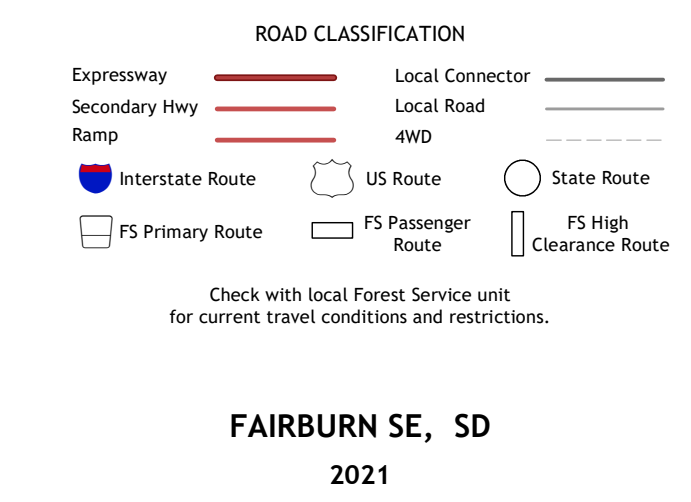 ROAD CLASSIFICATION
Expressway
Local Connector
Secondary Hwy
Local Road
Ramp
4WD
Interstate Route
US Route
State Route
FS Primary Route
FS Passenger
Route
FS High
Clearance Route
Check with local Forest Service unit
for current travel conditions and restrictions.
FAIRBURN SE, SD
2021